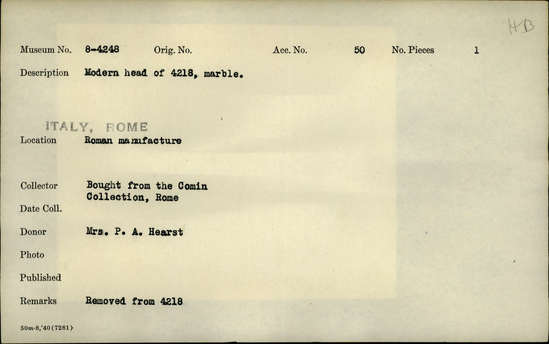 HB
Museum No. 8-4248 Orig. No. Acc. No. 50 No. Pieces 1
Description Modern head of 4218, marble.
ITALY, ROME
Location Roman manufacture
Collector Bought from the Comin
Collection, Rome
Date Coll.
Donor Mrs. P. A. Hearst
Photo
Published
Remarks Removed from 4218
50m-8,'40(7281)